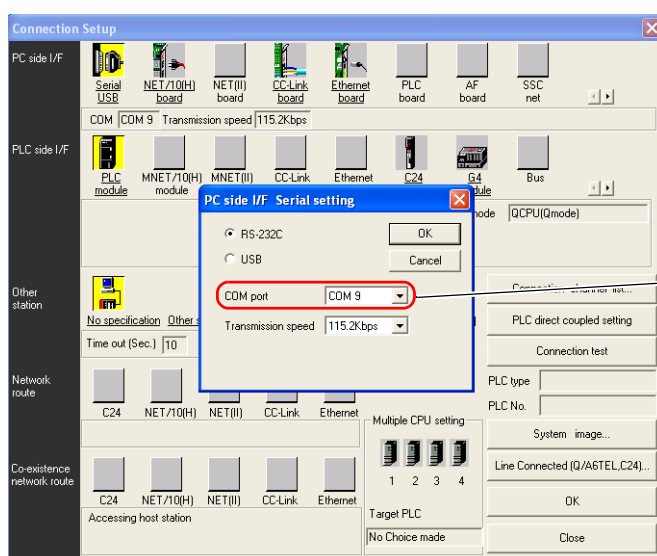 Connection Setup
PC side I/F
Serial USB
NET/10(H) board
NET(II) board
CC-Link board
Ethernet board
PLC board
AF board
SSC net
COM COM 9 Transmission speed 115.2Kbps
PLC side I/F
PLC module
MNET/10(H) module
MNET(II)
CC-Link
Ethernet
C24
G4
Bus
QCPU(Qmode)
PC side I/F Serial setting
RS-232C
OK
USB
Cancel
COM port COM 9
Transmission speed 115.2Kbps
Other station
No specification Other
Time out (Sec.) 10
Connection channel list...
PLC direct coupled setting
Connection test
PLC type
PLC No.
System image...
Line Connected (Q/A6TEL,C24)...
OK
Close
Network route
C24
NET/10(H)
NET(II)
CC-Link
Ethernet
Multiple CPU setting
1 2 3 4
Target PLC
No Choice made
Co-existence network route
C24
NET/10(H)
NET(II)
CC-Link
Ethernet
Accessing host station